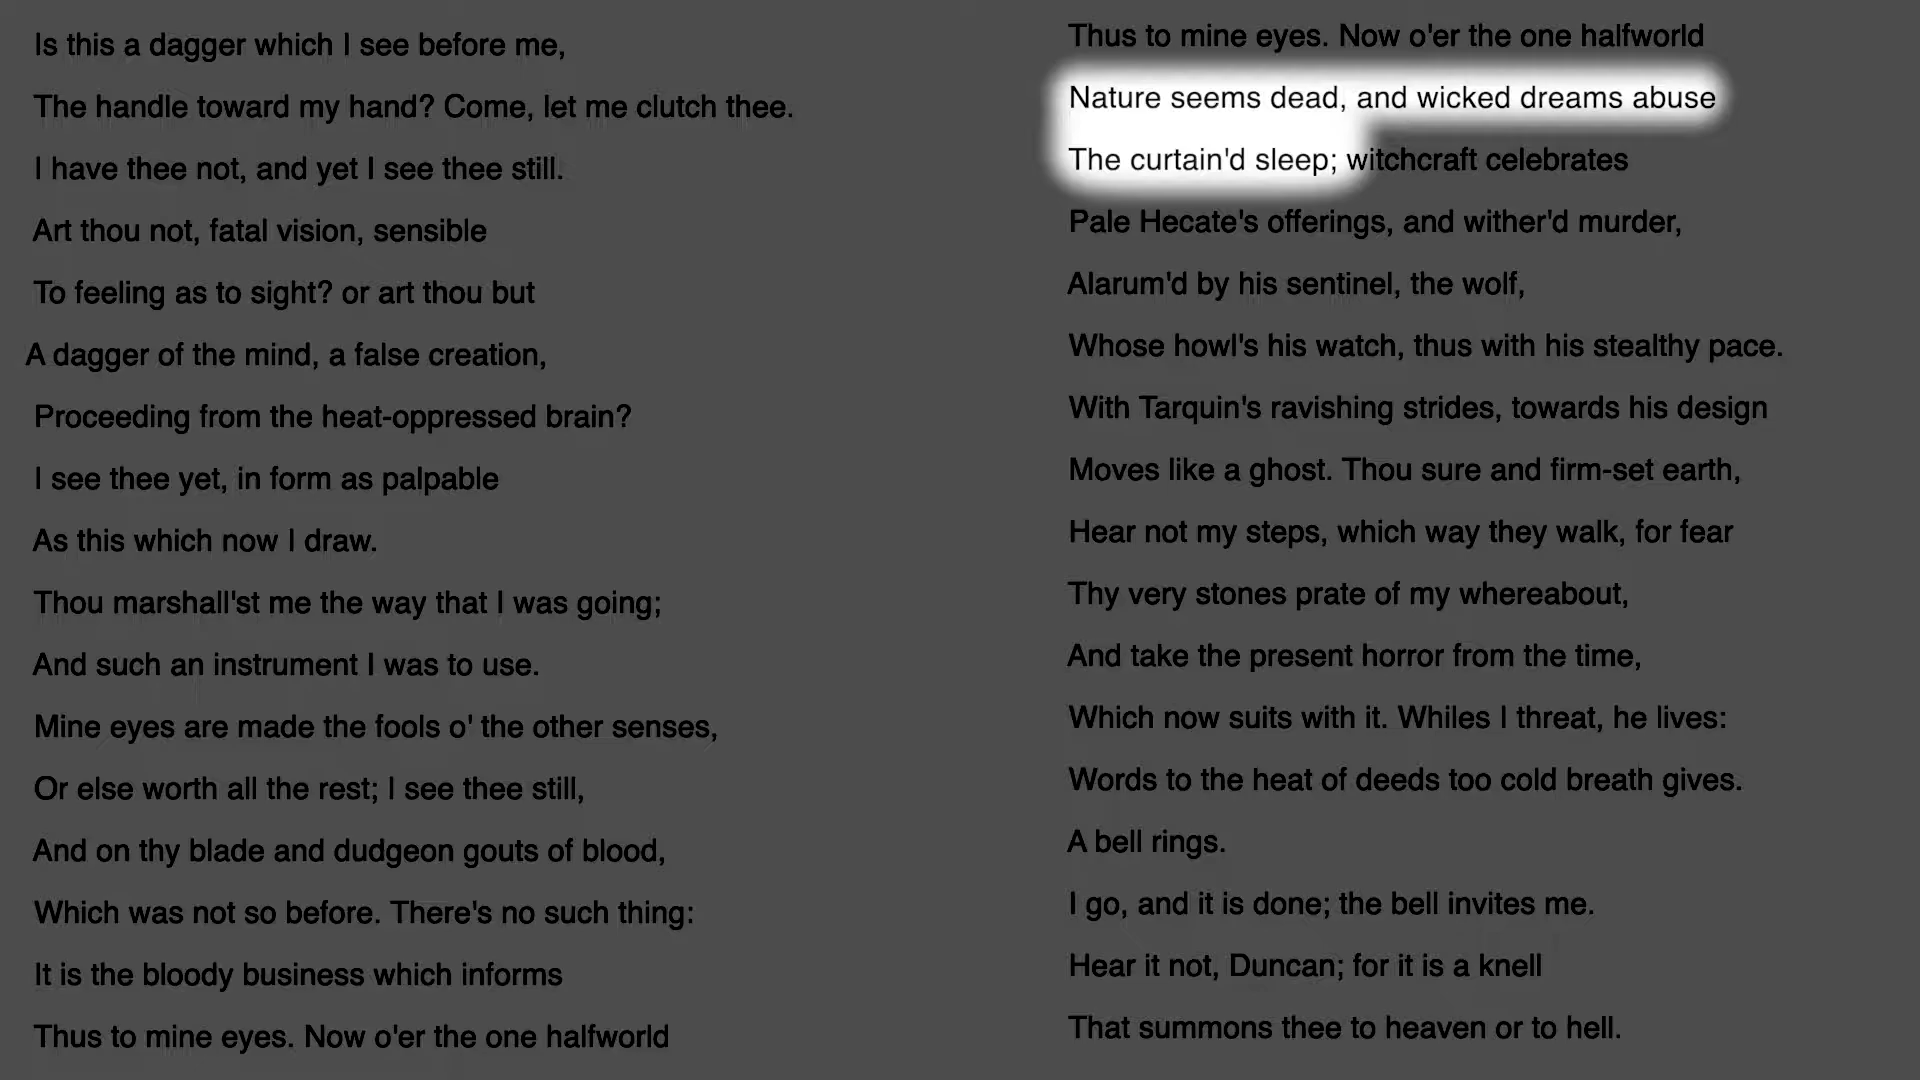 Is this a dagger which I see before me,
The handle toward my hand? Come, let me clutch thee.
I have thee not, and yet I see thee still.
Art thou not, fatal vision, sensible
To feeling as to sight? or art thou but
A dagger of the mind, a false creation,
Proceeding from the heat-oppressed brain?
I see thee yet, in form as palpable
As this which now I draw.
Thou marshall'st me the way that I was going;
And such an instrument I was to use.
Mine eyes are made the fools o' the other senses,
Or else worth all the rest; I see thee still,
And on thy blade and dudgeon gouts of blood,
Which was not so before. There's no such thing:
It is the bloody business which informs
Thus to mine eyes. Now o'er the one halfworld
Thus to mine eyes. Now o'er the one halfworld
Nature seems dead, and wicked dreams abuse
The curtain'd sleep; witchcraft celebrates
Pale Hecate's offerings, and wither'd murder,
Alarum'd by his sentinel, the wolf,
Whose howl's his watch, thus with his stealthy pace.
With Tarquin's ravishing strides, towards his design
Moves like a ghost. Thou sure and firm-set earth,
Hear not my steps, which way they walk, for fear
Thy very stones prate of my whereabout,
And take the present horror from the time,
Which now suits with it. Whiles I threat, he lives:
Words to the heat of deeds too cold breath gives.
A bell rings.
I go, and it is done; the bell invites me.
Hear it not, Duncan; for it is a knell
That summons thee to heaven or to hell.